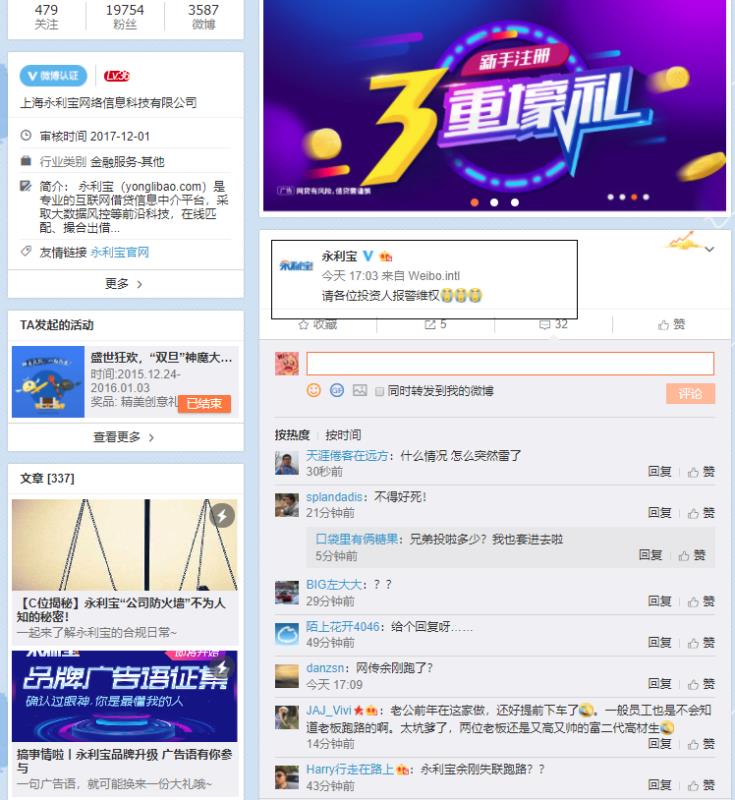 479
19754
3587
关注
粉丝
微博
微博认证
LV36
上海永利宝网络信息科技有限公司
审核时间 2017-12-01
行业类别 金融服务-其他
简介： 永利宝（yonglibao.com）是
专业的互联网借贷信息中介平台，采
取大数据风控等前沿科技，在线匹
配、撮合出借...
友情链接 永利宝官网
更多 >
TA发起的活动
盛世狂欢，“双旦”神魔大...
时间:2015.12.24-
2016.01.03
奖品: 精美创意礼
已结束
查看更多 >
文章 [337]
【C位揭秘】永利宝“公司防火墙”不为人
知的秘密！
一起来了解永利宝的合规日常~
永利宝
即将开始
品牌广告语征集
确认过眼神，你是最懂我的人
搞事情啦丨永利宝品牌升级 广告语有你参
与
一句广告语，就可能换来一份大礼哦~
新手注册
3重壕礼
广告 网贷有风险，借贷需谨慎
永利宝
永利宝
今天 17:03 来自 Weibo.intl
请各位投资人报警维权
收藏
5
32
赞
同时转发到我的微博
评论
按热度 | 按时间
天涯倦客在远方：什么情况 怎么突然雷了
30秒前
回复 赞
splandadis：不得好死！
21分钟前
回复 赞
口袋里有俩糖果：兄弟投啦多少？我也套进去啦
5分钟前
回复 赞
BIG左大大：？？
29分钟前
回复 赞
陌上花开4046：给个回复呀……
49分钟前
回复 赞
danzsn：网传余刚跑了？
今天 17:09
回复 赞
JAJ_Vivi：老公前年在这家做，还好提前下车了。一般员工也是不会知
道老板跑路的啊。太坑爹了，两位老板还是又高又帅的富二代高材生
14分钟前
回复 赞
Harry行走在路上：永利宝余刚失联跑路？？
43分钟前
回复 赞